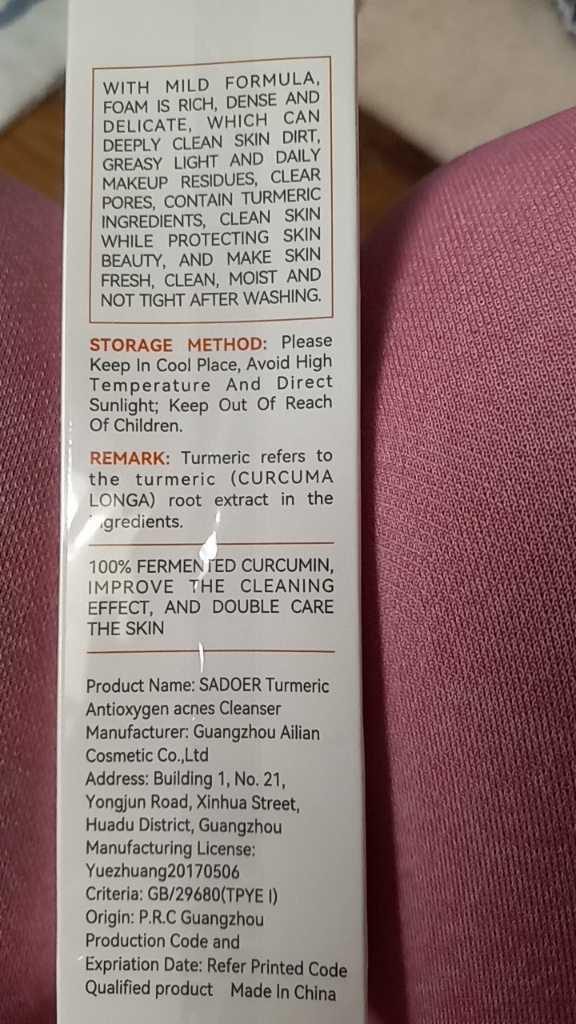 WITH MILD FORMULA,
FOAM IS RICH, DENSE AND
DELICATE, WHICH CAN
DEEPLY CLEAN SKIN DIRT,
GREASY LIGHT AND DAILY
MAKEUP RESIDUES, CLEAR
PORES, CONTAIN TURMERIC
INGREDIENTS, CLEAN SKIN
WHILE PROTECTING SKIN
BEAUTY, AND MAKE SKIN
FRESH, CLEAN, MOIST AND
NOT TIGHT AFTER WASHING.
STORAGE METHOD: Please
Keep In Cool Place, Avoid High
Temperature And Direct
Sunlight; Keep Out Of Reach
Of Children.
REMARK: Turmeric refers to
the turmeric (CURCUMA
LONGA) root extract in the
ingredients.
100% FERMENTED CURCUMIN,
IMPROVE THE CLEANING
EFFECT, AND DOUBLE CARE
THE SKIN
Product Name: SADOER Turmeric
Antioxygen acnes Cleanser
Manufacturer: Guangzhou Ailian
Cosmetic Co.,Ltd
Address: Building 1, No. 21,
Yongjun Road, Xinhua Street,
Huadu District, Guangzhou
Manufacturing License:
Yuezhuang20170506
Criteria: GB/29680(TPYE I)
Origin: P.R.C Guangzhou
Production Code and
Expriation Date: Refer Printed Code
Qualified product Made In China